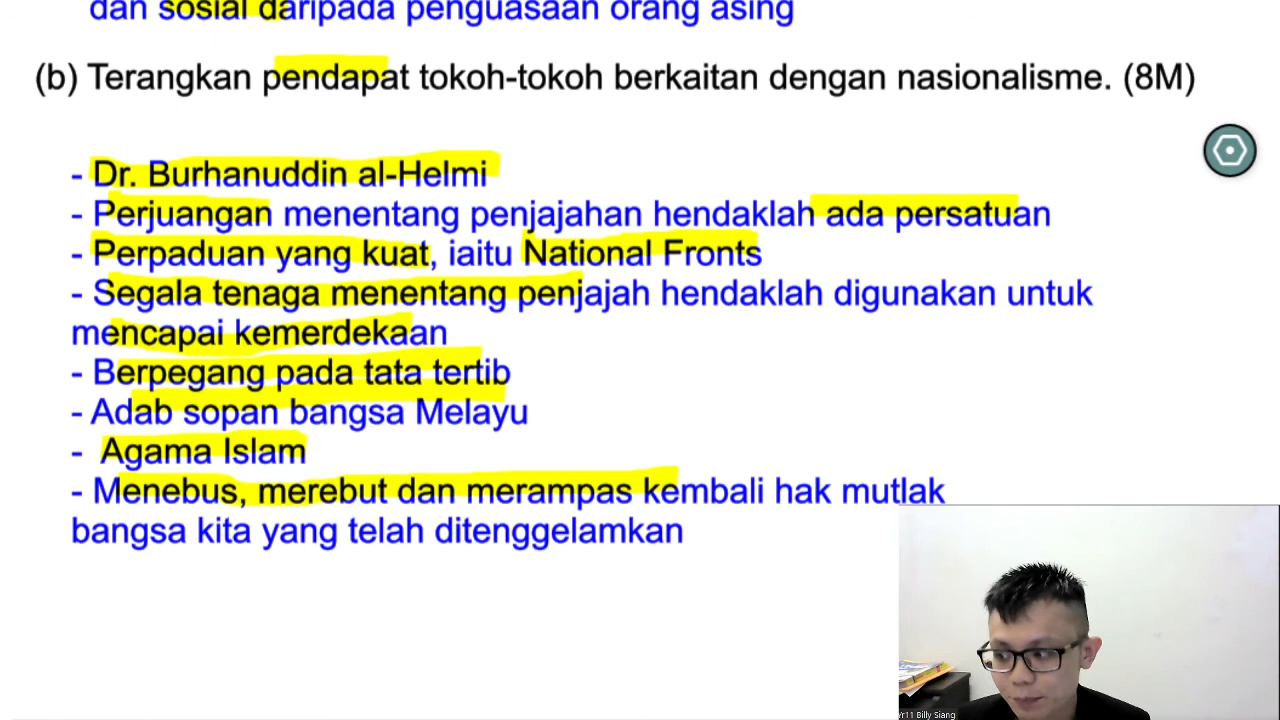 dan sosial daripada penguasaan orang asing
(b) Terangkan pendapat tokoh-tokoh berkaitan dengan nasionalisme. (8M)
- Dr. Burhanuddin al-Helmi
- Perjuangan menentang penjajahan hendaklah ada persatuan
- Perpaduan yang kuat, iaitu National Fronts
- Segala tenaga menentang penjajah hendaklah digunakan untuk
mencapai kemerdekaan
- Berpegang pada tata tertib
- Adab sopan bangsa Melayu
- Agama Islam
- Menebus, merebut dan merampas kembali hak mutlak
bangsa kita yang telah ditenggelamkan
Yr11 Billy Siang